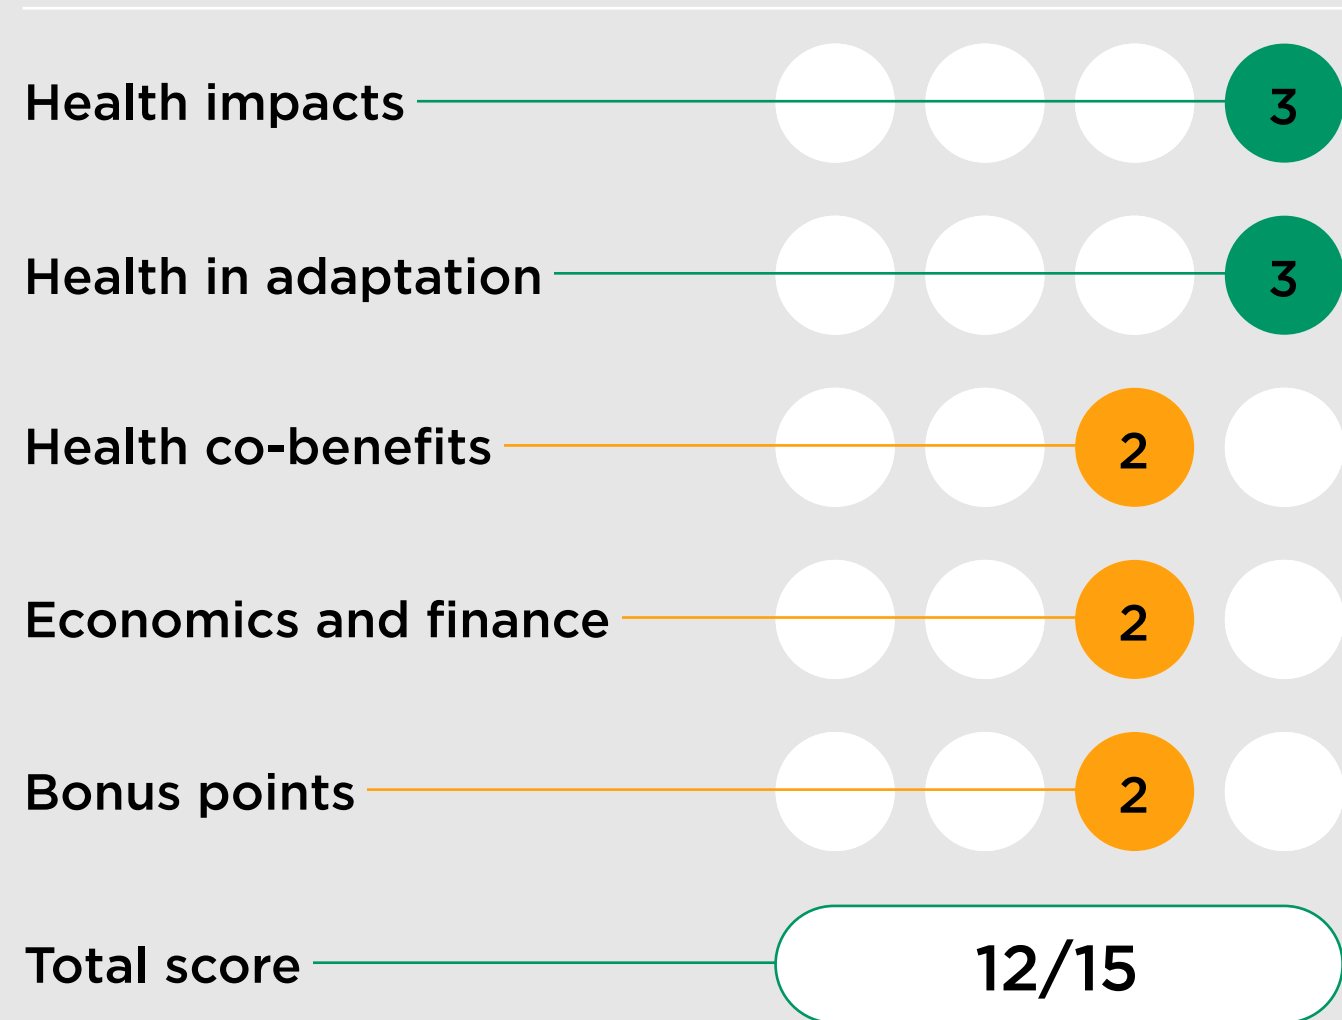 Health impacts 3
Health in adaptation 3
Health co-benefits 2
Economics and finance 2
Bonus points 2
Total score 12/15